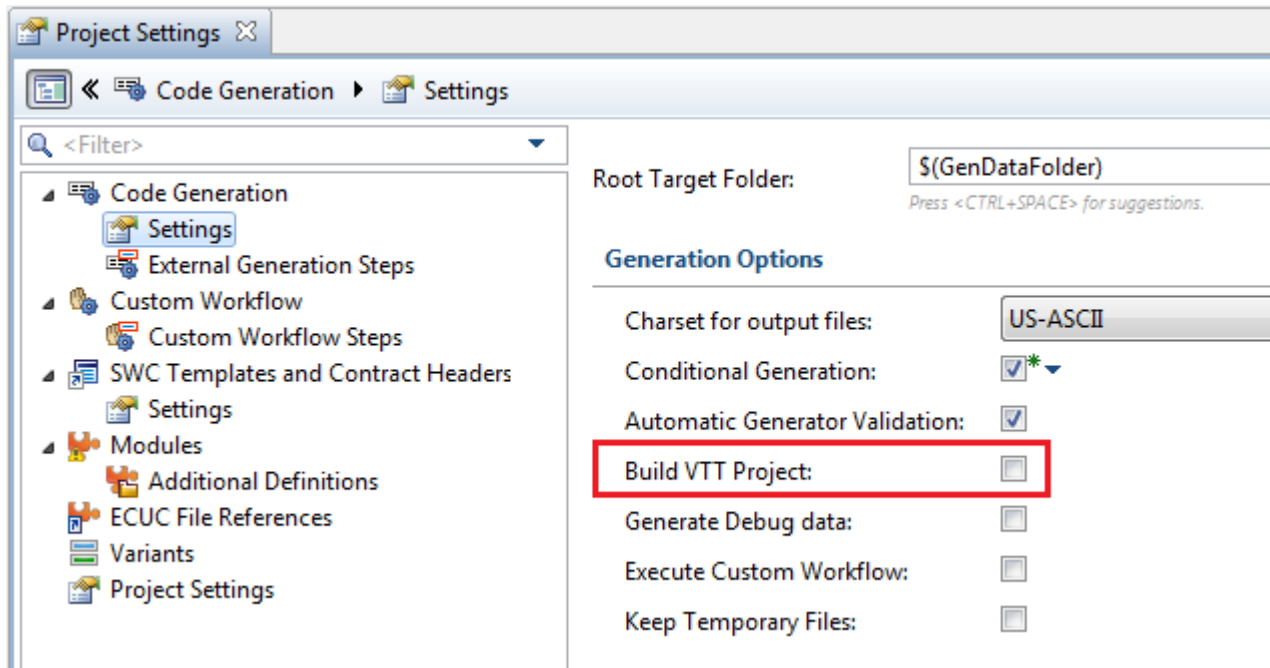 Project Settings
Code Generation Settings
<Filter>
Code Generation
Settings
External Generation Steps
Custom Workflow
Custom Workflow Steps
SWC Templates and Contract Headers
Settings
Modules
Additional Definitions
ECUC File References
Variants
Project Settings
Root Target Folder: $(GenDataFolder)
Press <CTRL+SPACE> for suggestions.
Generation Options
Charset for output files: US-ASCII
Conditional Generation:
Automatic Generator Validation:
Build VTT Project:
Generate Debug data:
Execute Custom Workflow:
Keep Temporary Files: